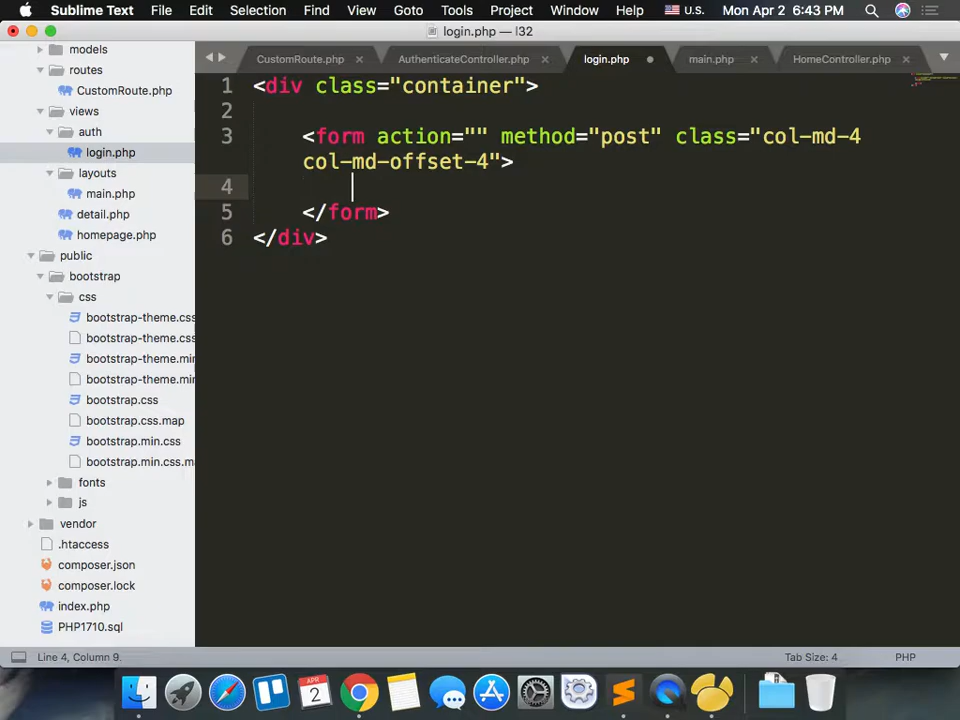 Sublime Text File Edit Selection Find View Goto Tools Project Window Help U.S. Mon Apr 2 6:43 PM
login.php — l32
models
routes
CustomRoute.php
views
auth
login.php
layouts
main.php
detail.php
homepage.php
public
bootstrap
css
bootstrap-theme.css
bootstrap-theme.css
bootstrap-theme.min
bootstrap-theme.min
bootstrap.css
bootstrap.css.map
bootstrap.min.css
bootstrap.min.css.m
fonts
js
vendor
.htaccess
composer.json
composer.lock
index.php
PHP1710.sql
CustomRoute.php AuthenticateController.php login.php main.php HomeController.php
1 <div class="container">
2
3 <form action="" method="post" class="col-md-4
col-md-offset-4">
4
5 </form>
6 </div>
Line 4, Column 9 Tab Size: 4 PHP
APR
2